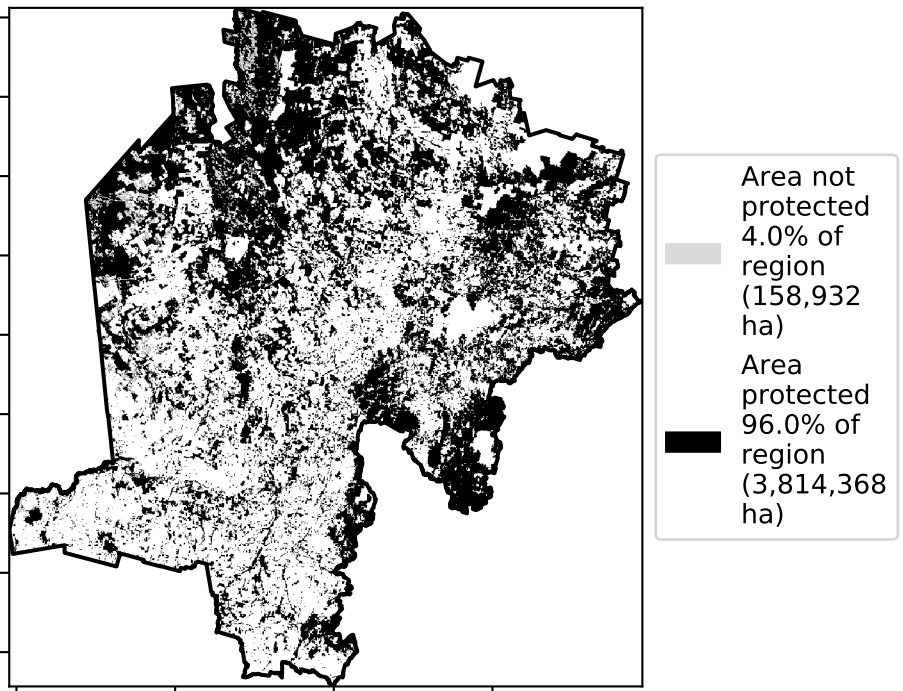 Area not
protected
4.0% of
region
(158,932
ha)
Area
protected
96.0% of
region
(3,814,368
ha)